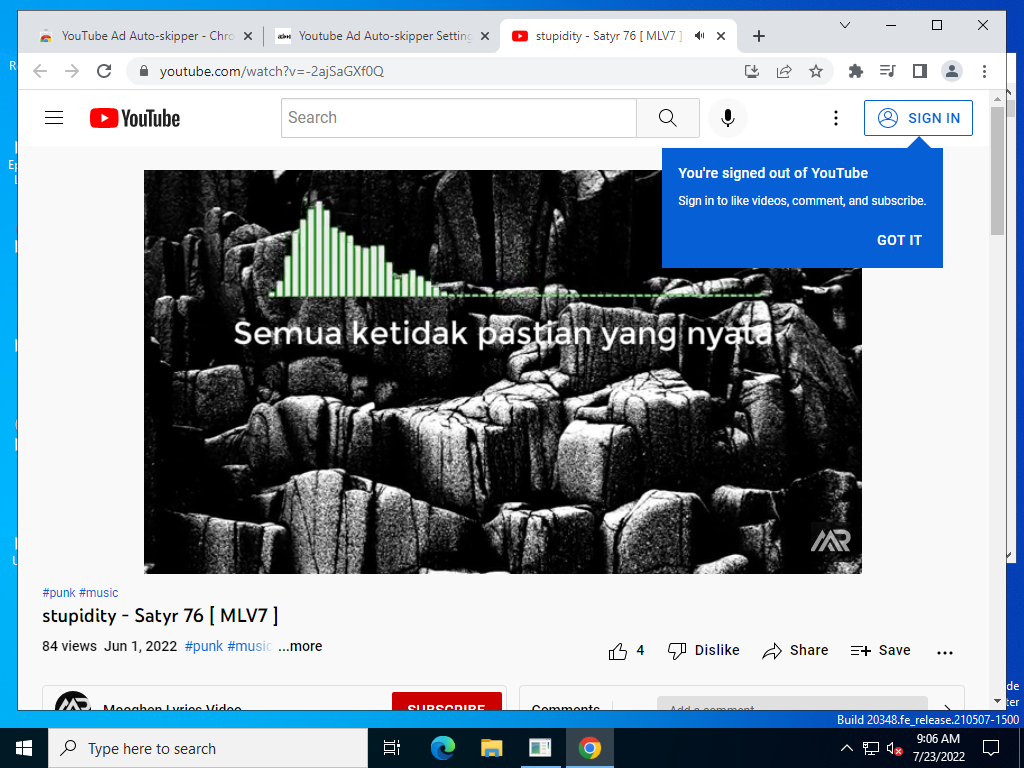 YouTube Ad Auto-skipper - Chro
Youtube Ad Auto-skipper Setting
stupidity - Satyr 76 [ MLV7 ]
youtube.com/watch?v=-2ajSaGXf0Q
YouTube
Search
SIGN IN
You're signed out of YouTube
Sign in to like videos, comment, and subscribe.
GOT IT
Semua ketidak pastian yang nyata
#punk #music
stupidity - Satyr 76 [ MLV7 ]
84 views Jun 1, 2022 #punk #music ...more
4 Dislike Share Save
Mooghen Lyrics Video
SUBSCRIBE
Comments
Add a comment...
Build 20348.fe_release.210507-1500
Type here to search
9:06 AM
7/23/2022